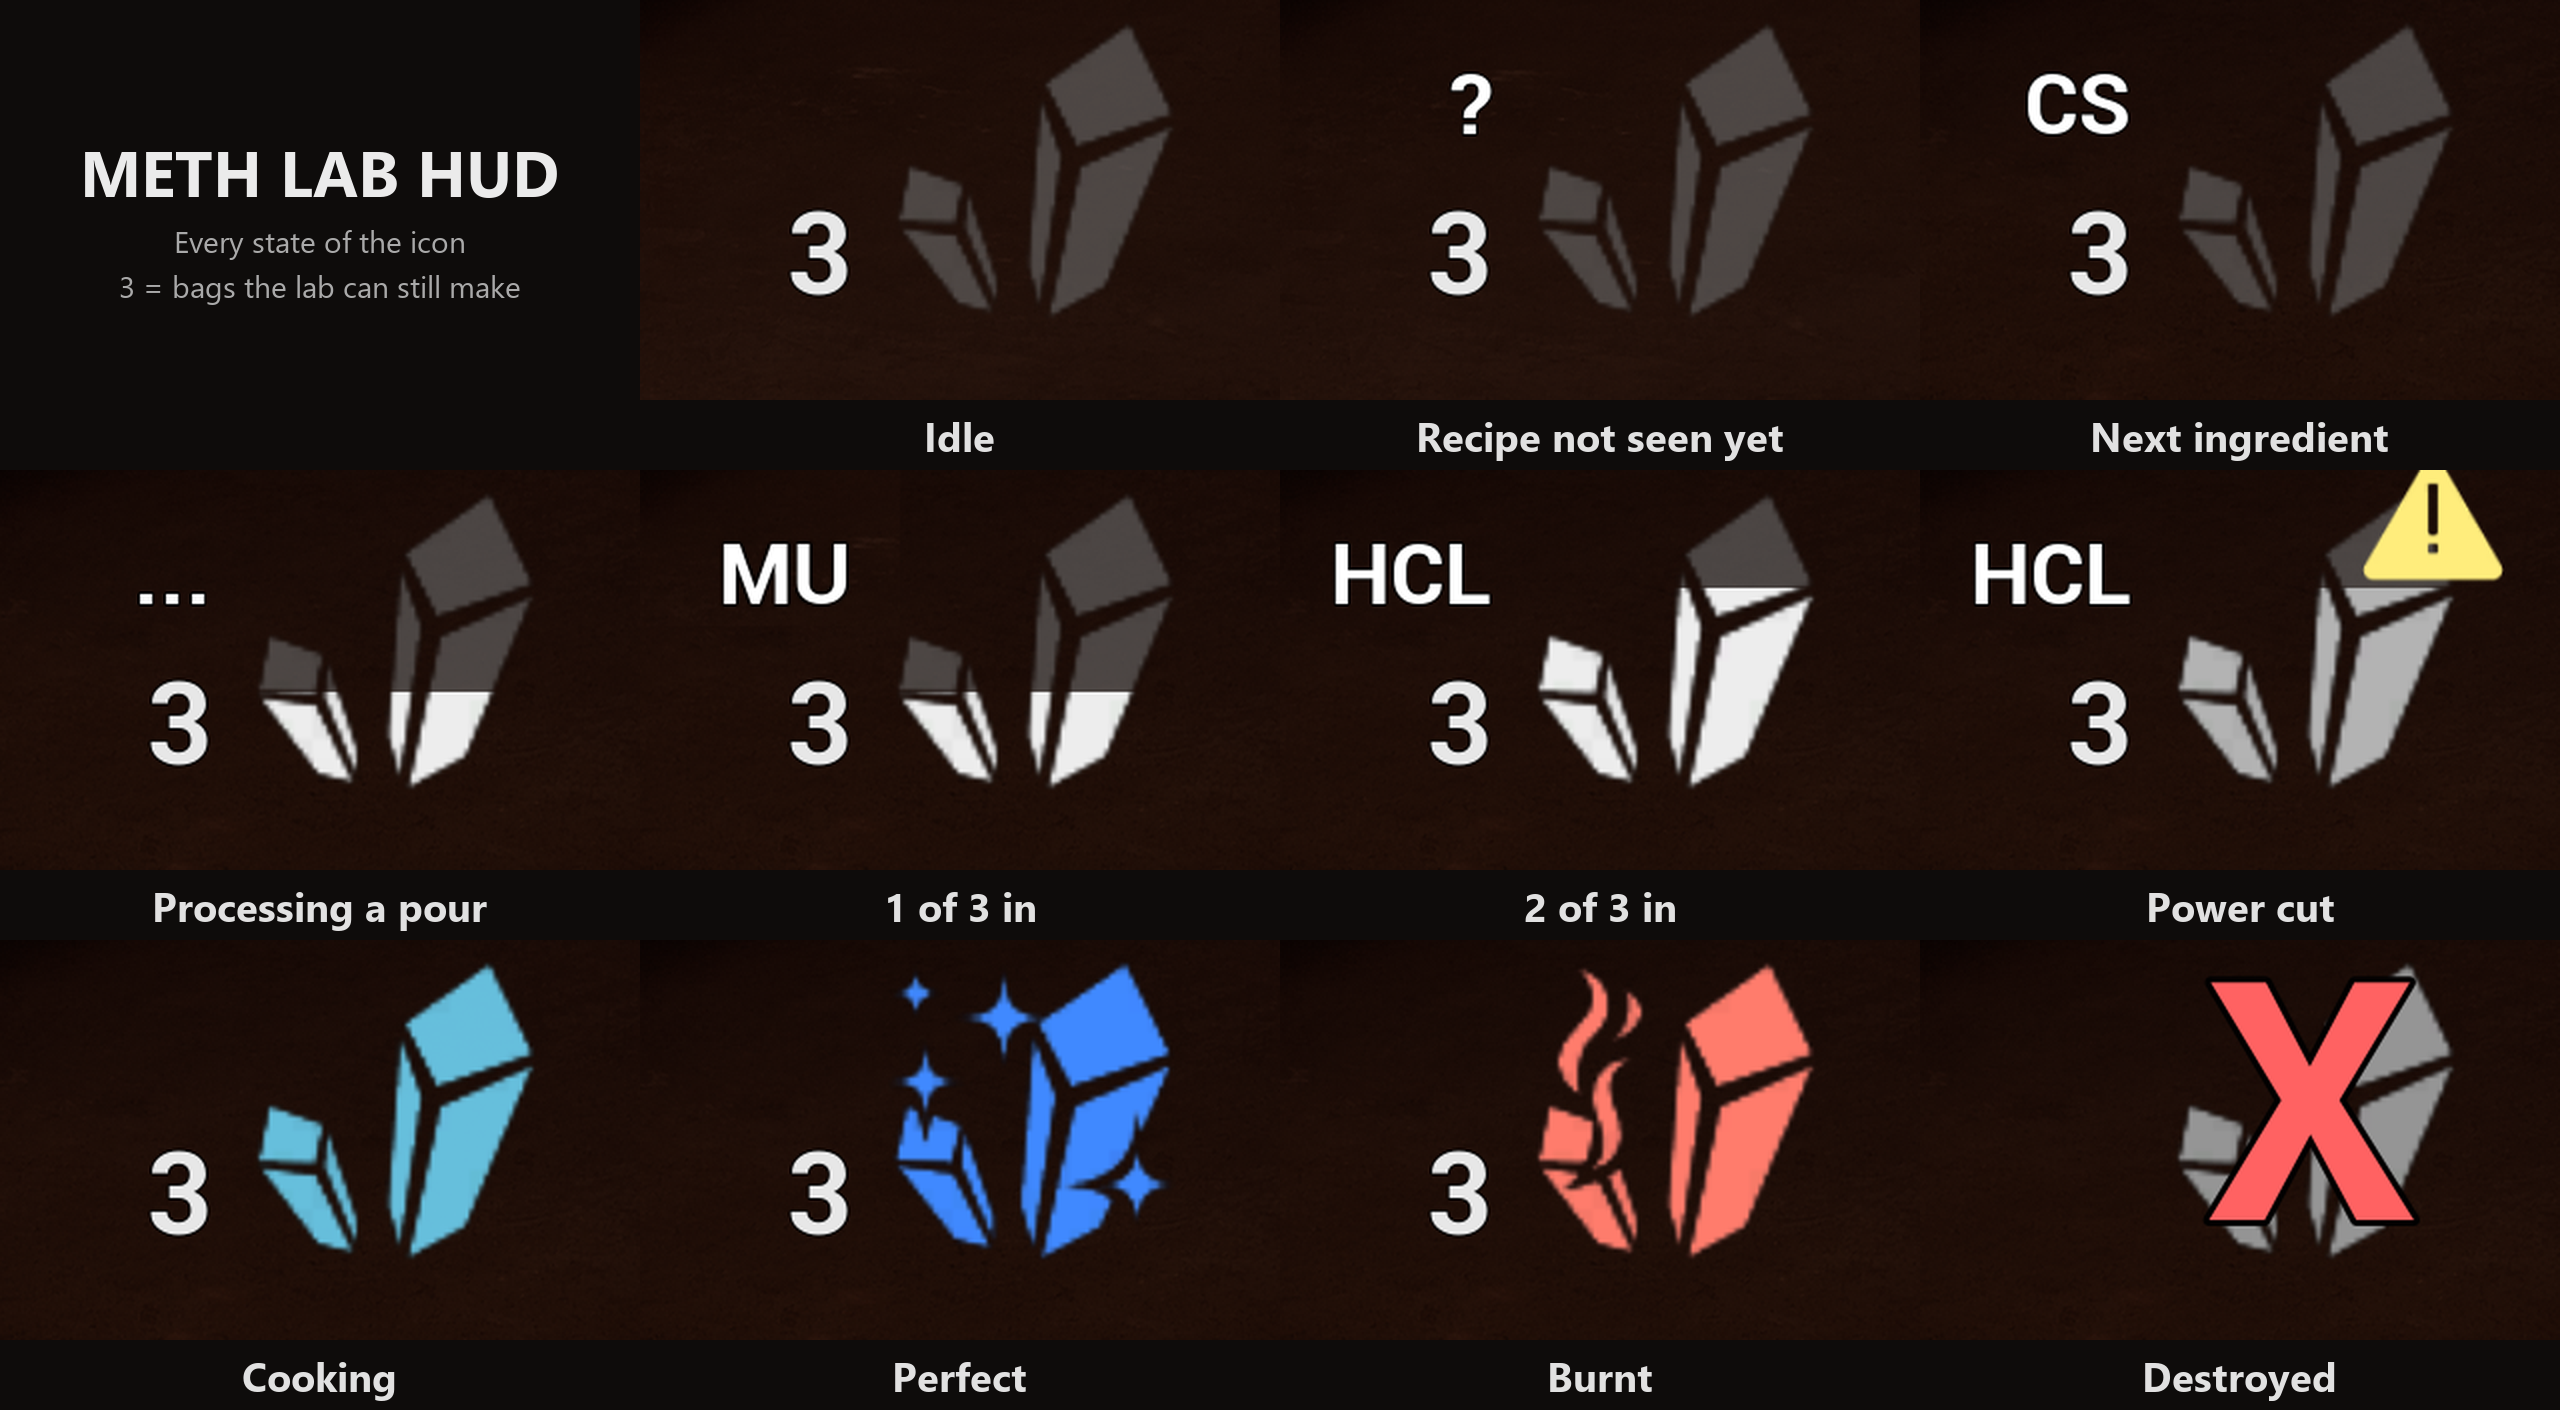 METH LAB HUD
Every state of the icon
3 = bags the lab can still make
3
Idle
?
3
Recipe not seen yet
CS
3
Next ingredient
...
3
Processing a pour
MU
3
1 of 3 in
HCL
3
2 of 3 in
!
HCL
3
Power cut
3
Cooking
3
Perfect
3
Burnt
X
Destroyed